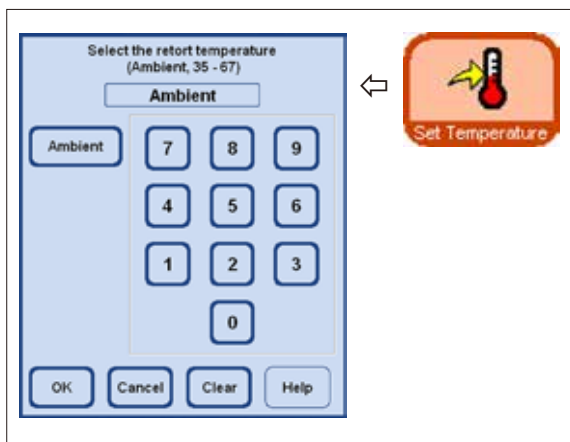 Select the retort temperature
(Ambient, 35 - 67)
Ambient
Set Temperature
Ambient
7 8 9
4 5 6
1 2 3
0
OK Cancel Clear Help